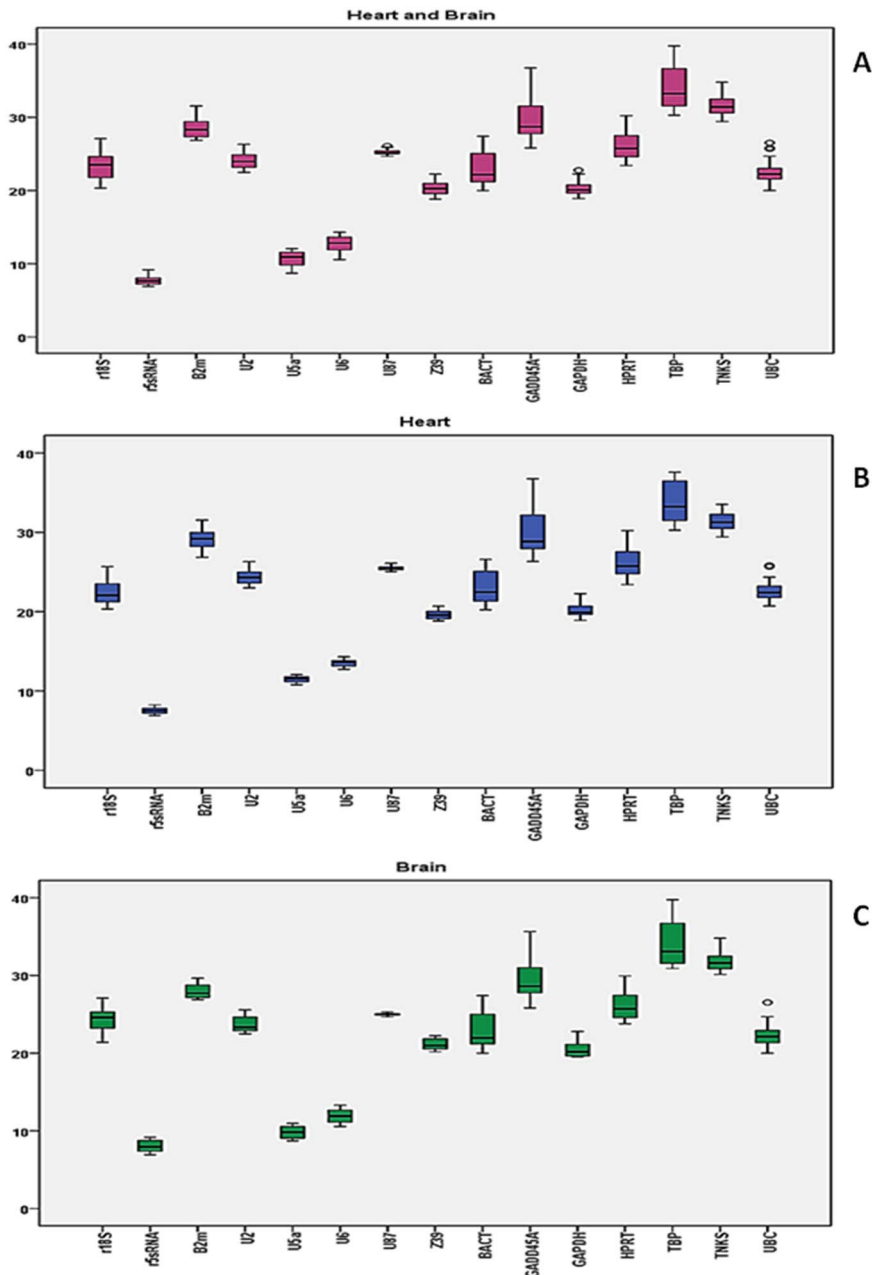 Heart and Brain
A
40
30
20
10
0
r18S r5sRNA B2m U2 U5a U6 U87 Z39 BACT GADD45A GAPDH HPRT TBP TNKS UBC
Heart
B
40
30
20
10
0
r18S r5sRNA B2m U2 U5a U6 U87 Z39 BACT GADD45A GAPDH HPRT TBP TNKS UBC
Brain
C
40
30
20
10
0
r18S r5sRNA B2m U2 U5a U6 U87 Z39 BACT GADD45A GAPDH HPRT TBP TNKS UBC